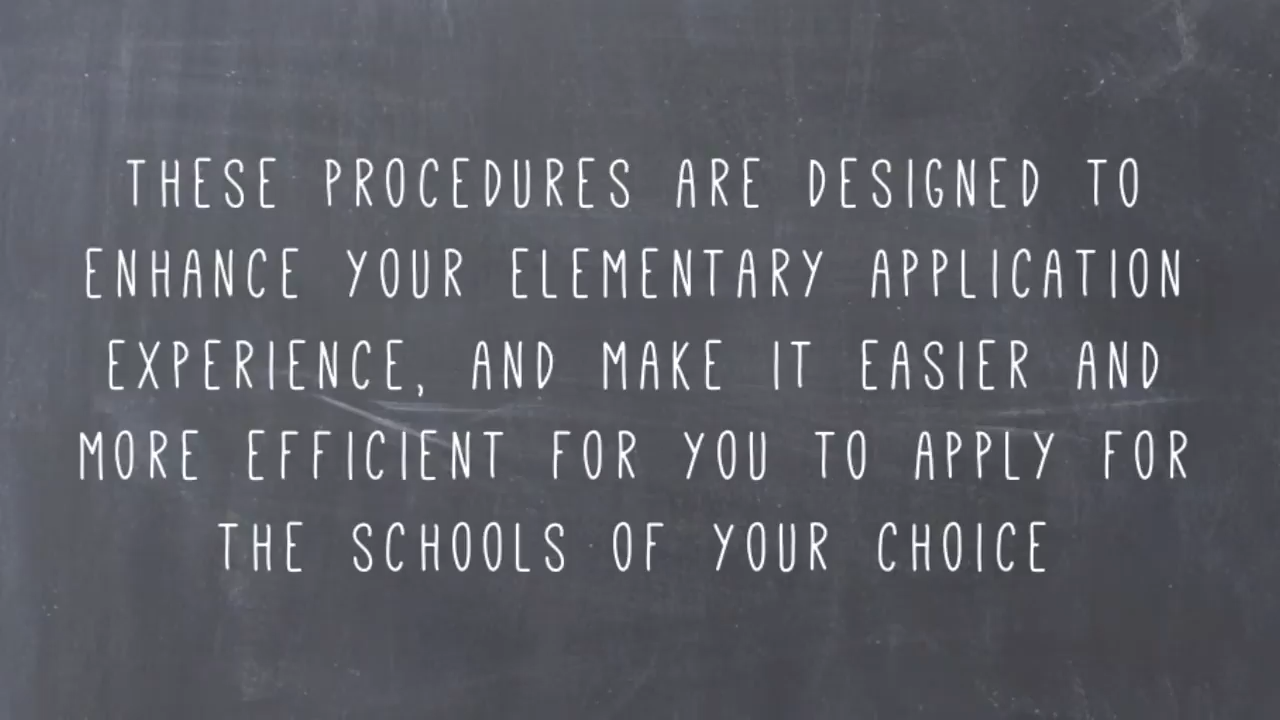 THESE PROCEDURES ARE DESIGNED TO
ENHANCE YOUR ELEMENTARY APPLICATION
EXPERIENCE, AND MAKE IT EASIER AND
MORE EFFICIENT FOR YOU TO APPLY FOR
THE SCHOOLS OF YOUR CHOICE